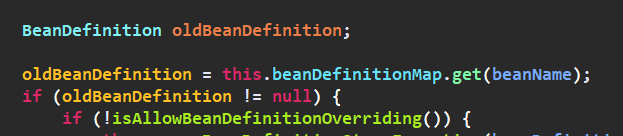 BeanDefinition oldBeanDefinition;
oldBeanDefinition = this.beanDefinitionMap.get(beanName);
if (oldBeanDefinition != null) {
if (!isAllowBeanDefinitionOverriding()) {